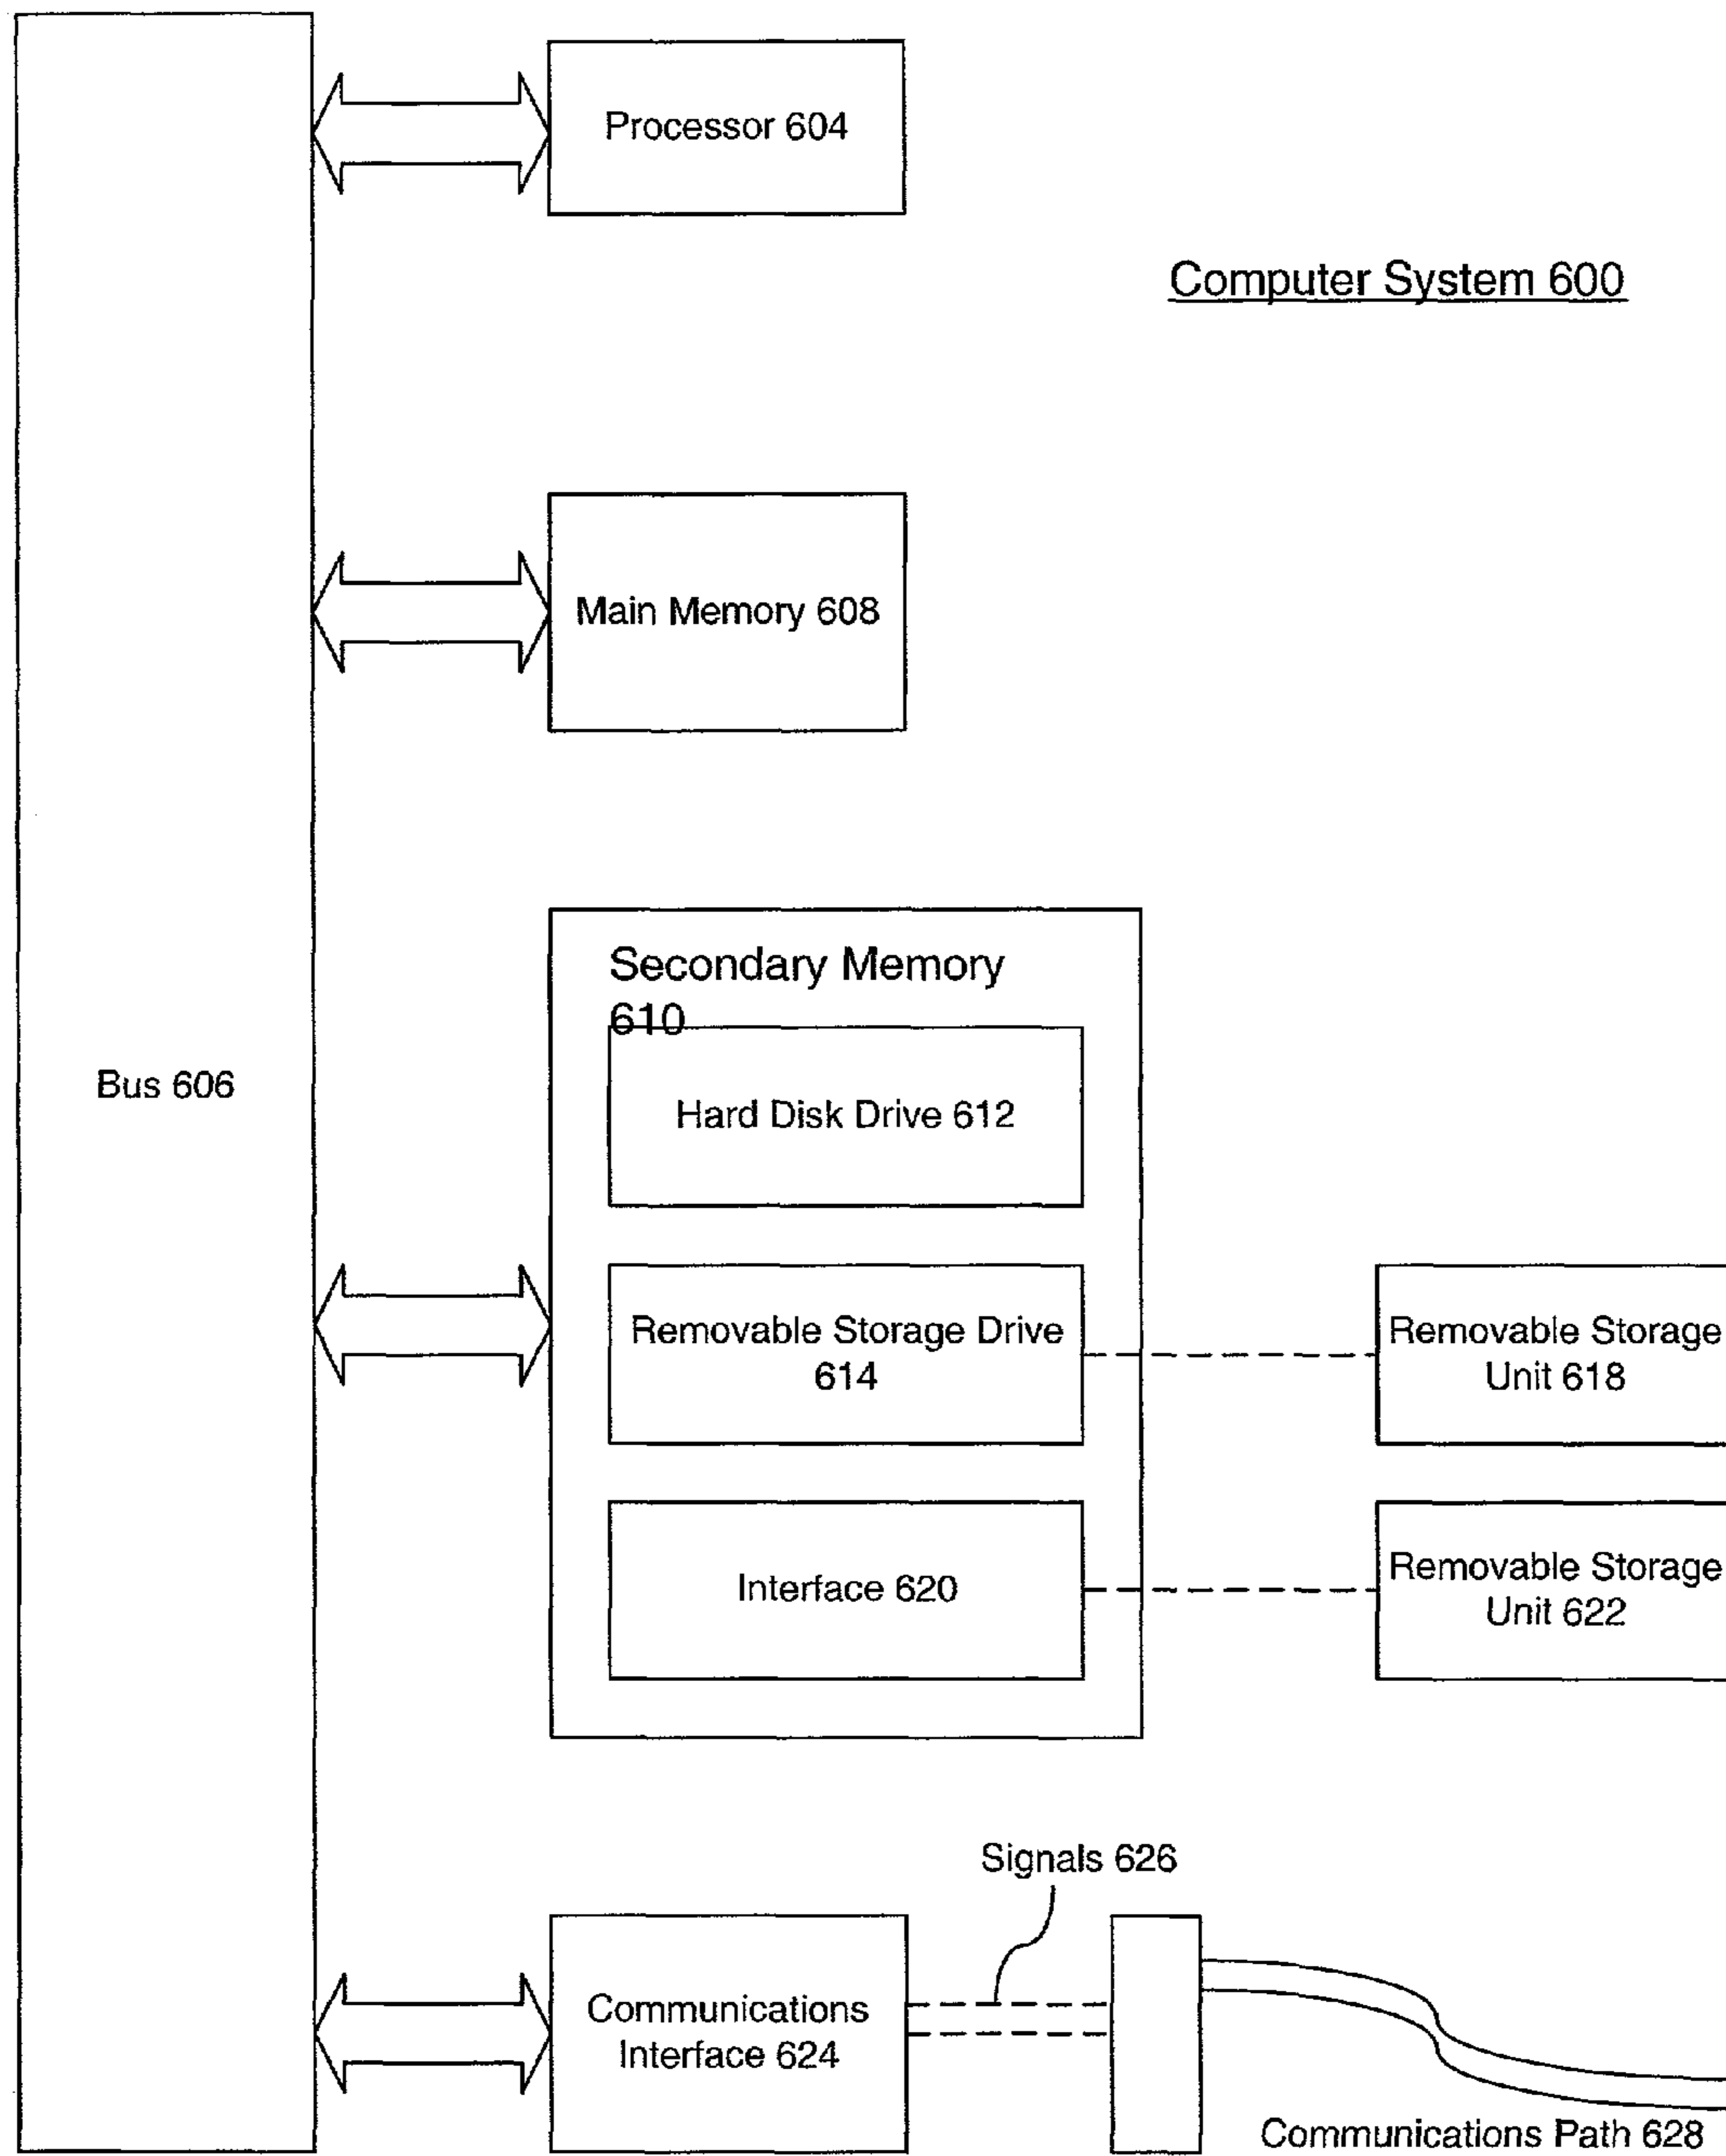 Processor 604
Computer System 600
Main Memory 608
Secondary Memory
610
Bus 606
Hard Disk Drive 612
Removable Storage Drive
614
Removable Storage
Unit 618
Interface 620
Removable Storage
Unit 622
Signals 626
Communications
Interface 624
Communications Path 628